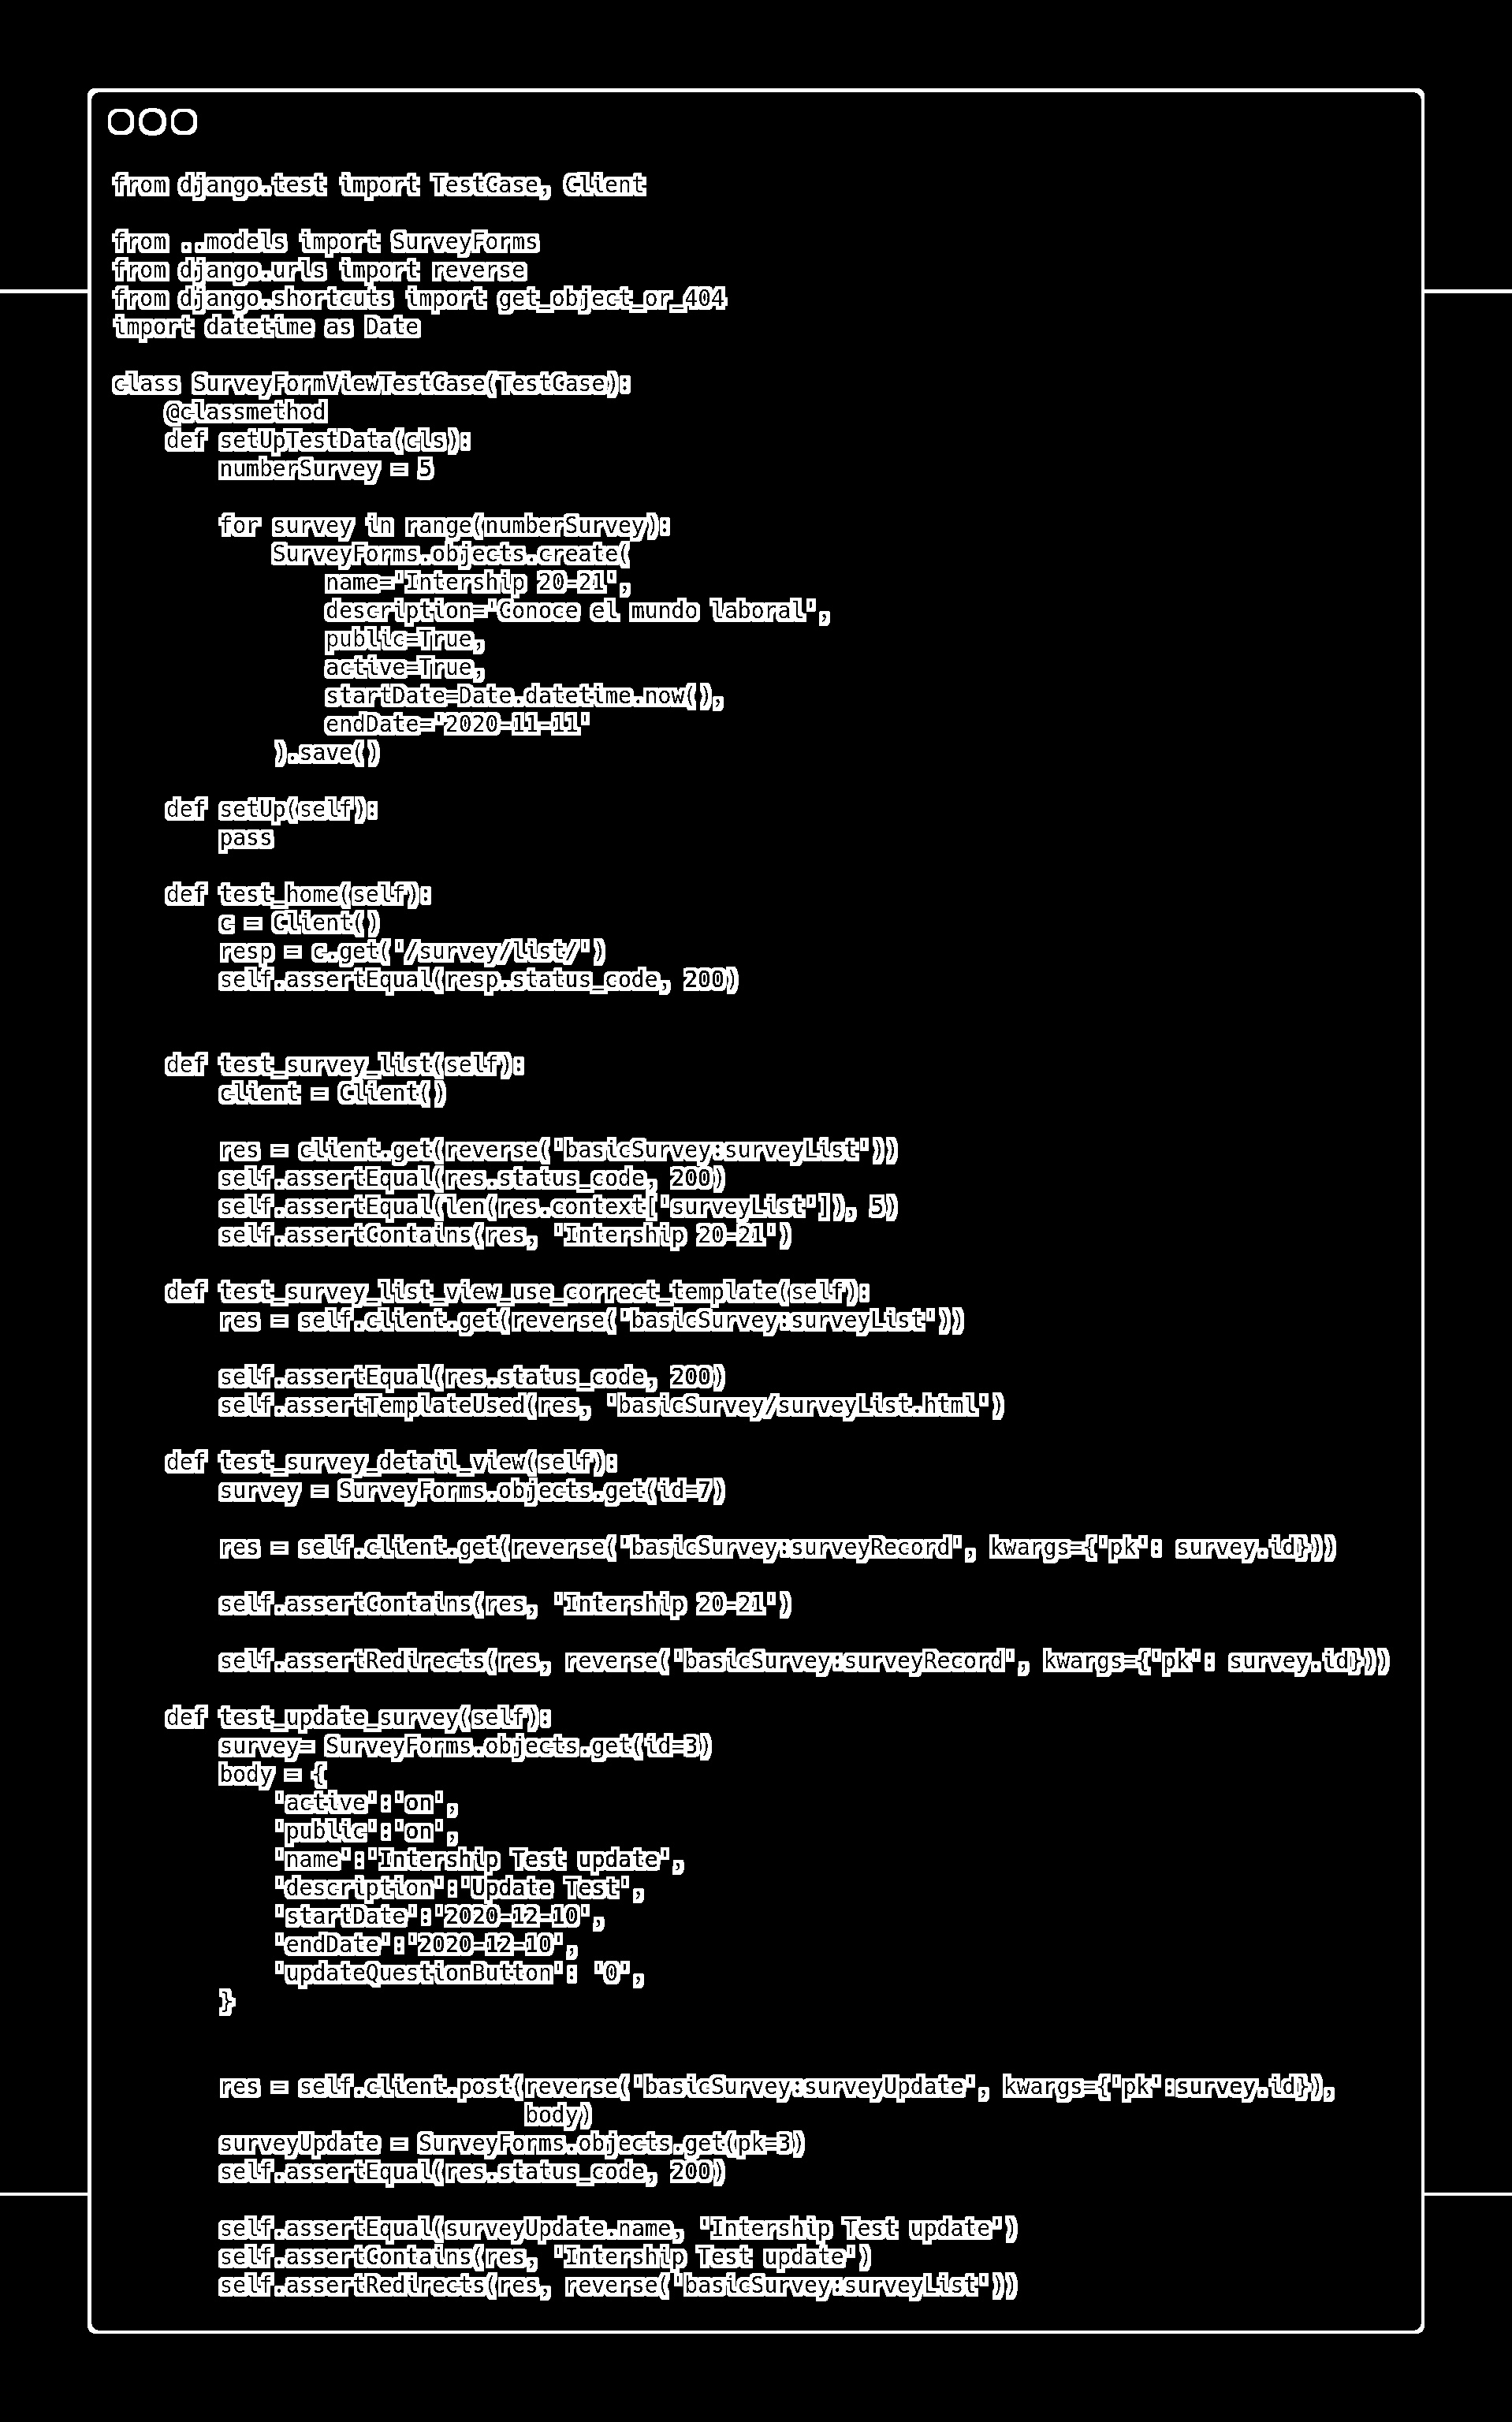 from django.test import TestCase, Client

from ..models import SurveyForms
from django.urls import reverse
from django.shortcuts import get_object_or_404
import datetime as Date

class SurveyFormViewTestCase(TestCase):
    @classmethod
    def setUpTestData(cls):
        numberSurvey = 5

        for survey in range(numberSurvey):
            SurveyForms.objects.create(
                name='Intership 20-21',
                description='Conoce el mundo laboral',
                public=True,
                active=True,
                startDate=Date.datetime.now(),
                endDate='2020-11-11'
            ).save()

    def setUp(self):
        pass

    def test_home(self):
        c = Client()
        resp = c.get('/survey/list/')
        self.assertEqual(resp.status_code, 200)


    def test_survey_list(self):
        client = Client()

        res = client.get(reverse('basicSurvey:surveyList'))
        self.assertEqual(res.status_code, 200)
        self.assertEqual(len(res.context['surveyList']), 5)
        self.assertContains(res, 'Intership 20-21')

    def test_survey_list_view_use_correct_template(self):
        res = self.client.get(reverse('basicSurvey:surveyList'))

        self.assertEqual(res.status_code, 200)
        self.assertTemplateUsed(res, 'basicSurvey/surveyList.html')

    def test_survey_detail_view(self):
        survey = SurveyForms.objects.get(id=7)

        res = self.client.get(reverse('basicSurvey:surveyRecord', kwargs={'pk': survey.id}))

        self.assertContains(res, 'Intership 20-21')

        self.assertRedirects(res, reverse('basicSurvey:surveyRecord', kwargs={'pk': survey.id}))

    def test_update_survey(self):
        survey= SurveyForms.objects.get(id=3)
        body = {
            'active':'on',
            'public':'on',
            'name':'Intership Test update',
            'description':'Update Test',
            'startDate':'2020-12-10',
            'endDate':'2020-12-10',
            'updateQuestionButton': '0',
        }


        res = self.client.post(reverse('basicSurvey:surveyUpdate', kwargs={'pk':survey.id}),
                               body)
        surveyUpdate = SurveyForms.objects.get(pk=3)
        self.assertEqual(res.status_code, 200)

        self.assertEqual(surveyUpdate.name, 'Intership Test update')
        self.assertContains(res, 'Intership Test update')
        self.assertRedirects(res, reverse('basicSurvey:surveyList'))